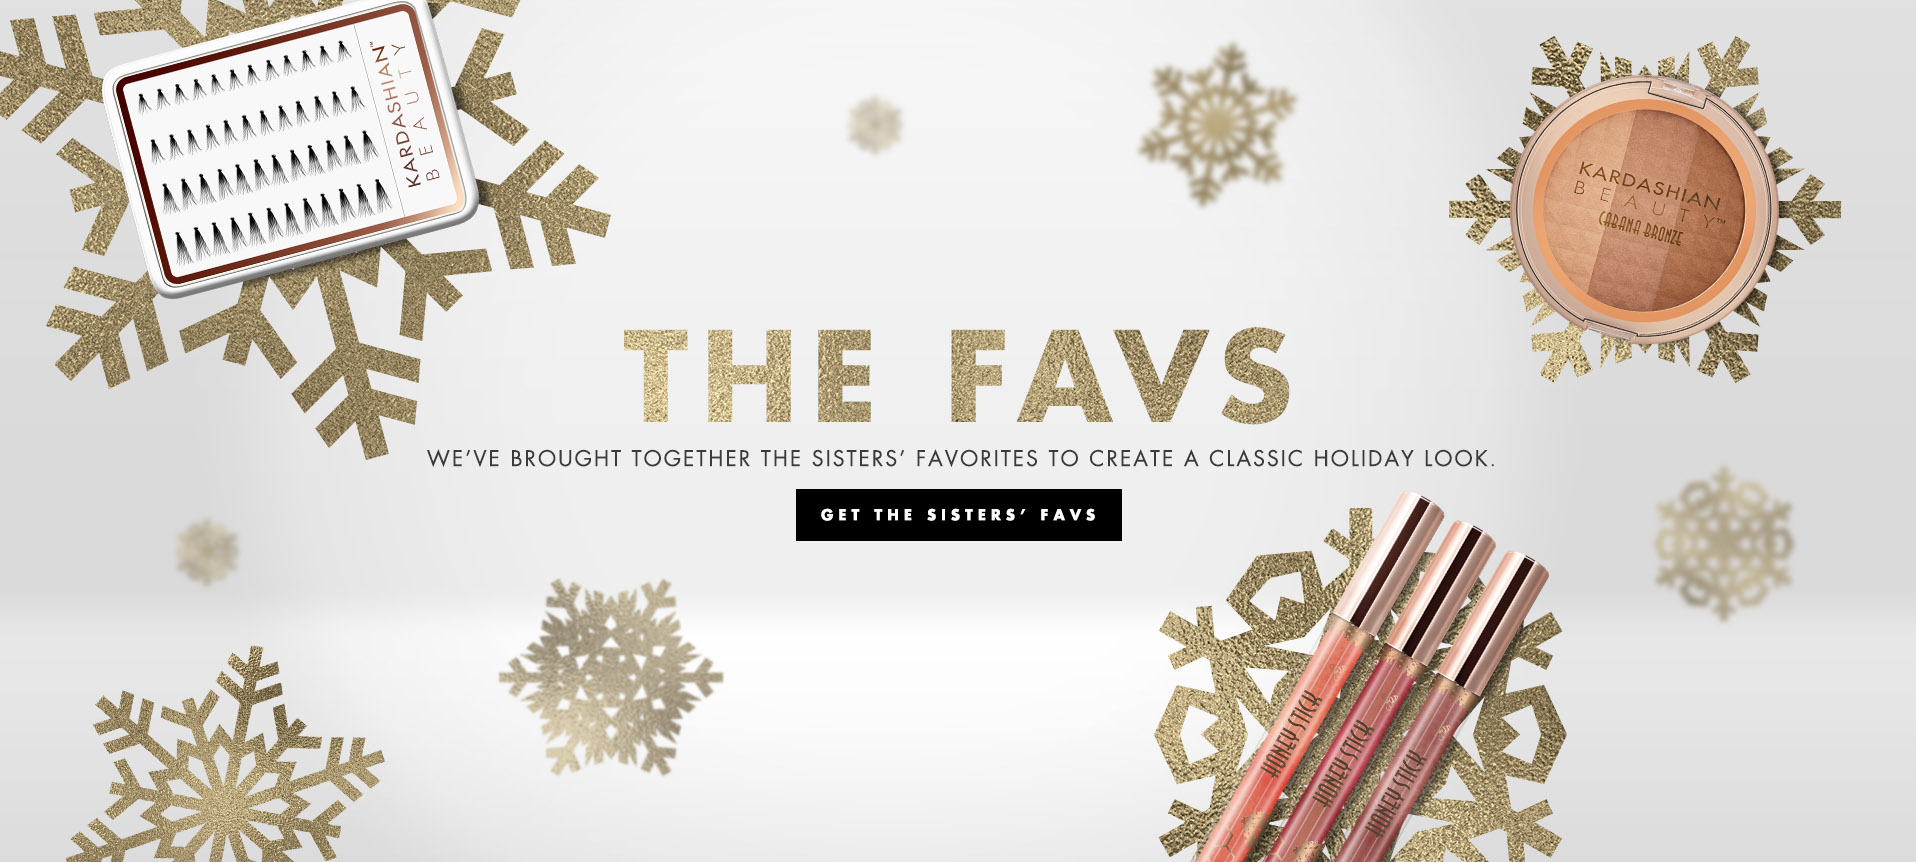 KARDASHIAN™
BEAUTY
KARDASHIAN
BEAUTY™
CABANA BRONZE
THE FAVS
WE’VE BROUGHT TOGETHER THE SISTERS’ FAVORITES TO CREATE A CLASSIC HOLIDAY LOOK.
GET THE SISTERS’ FAVS
HONEY STICK
HONEY STICK
HONEY STICK